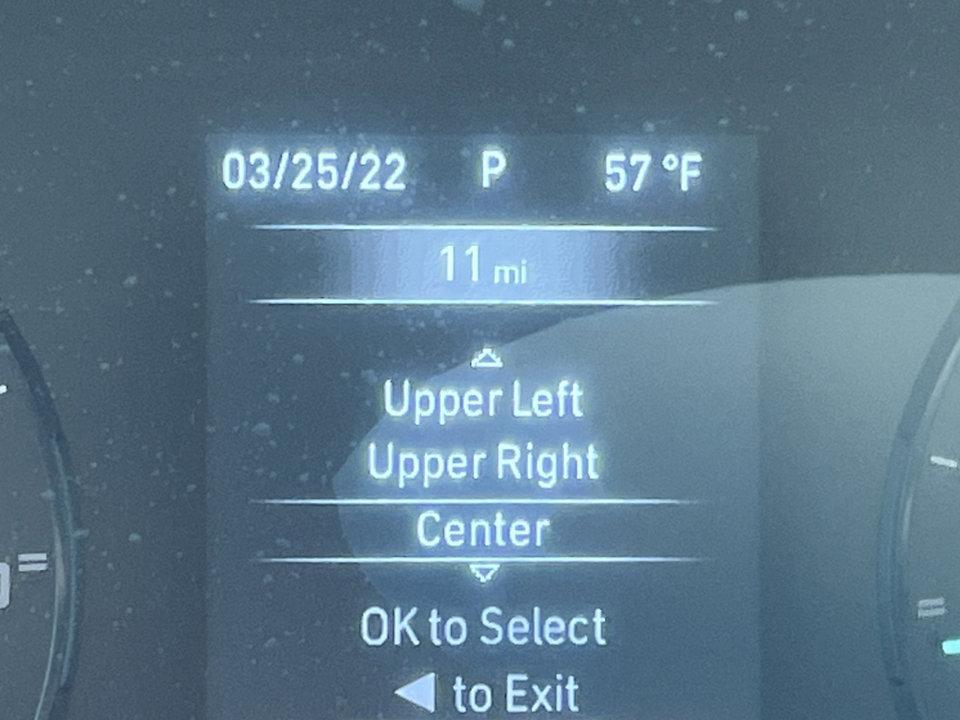 03/25/22 P 57 °F
11 mi
Upper Left
Upper Right
Center
OK to Select
◀ to Exit